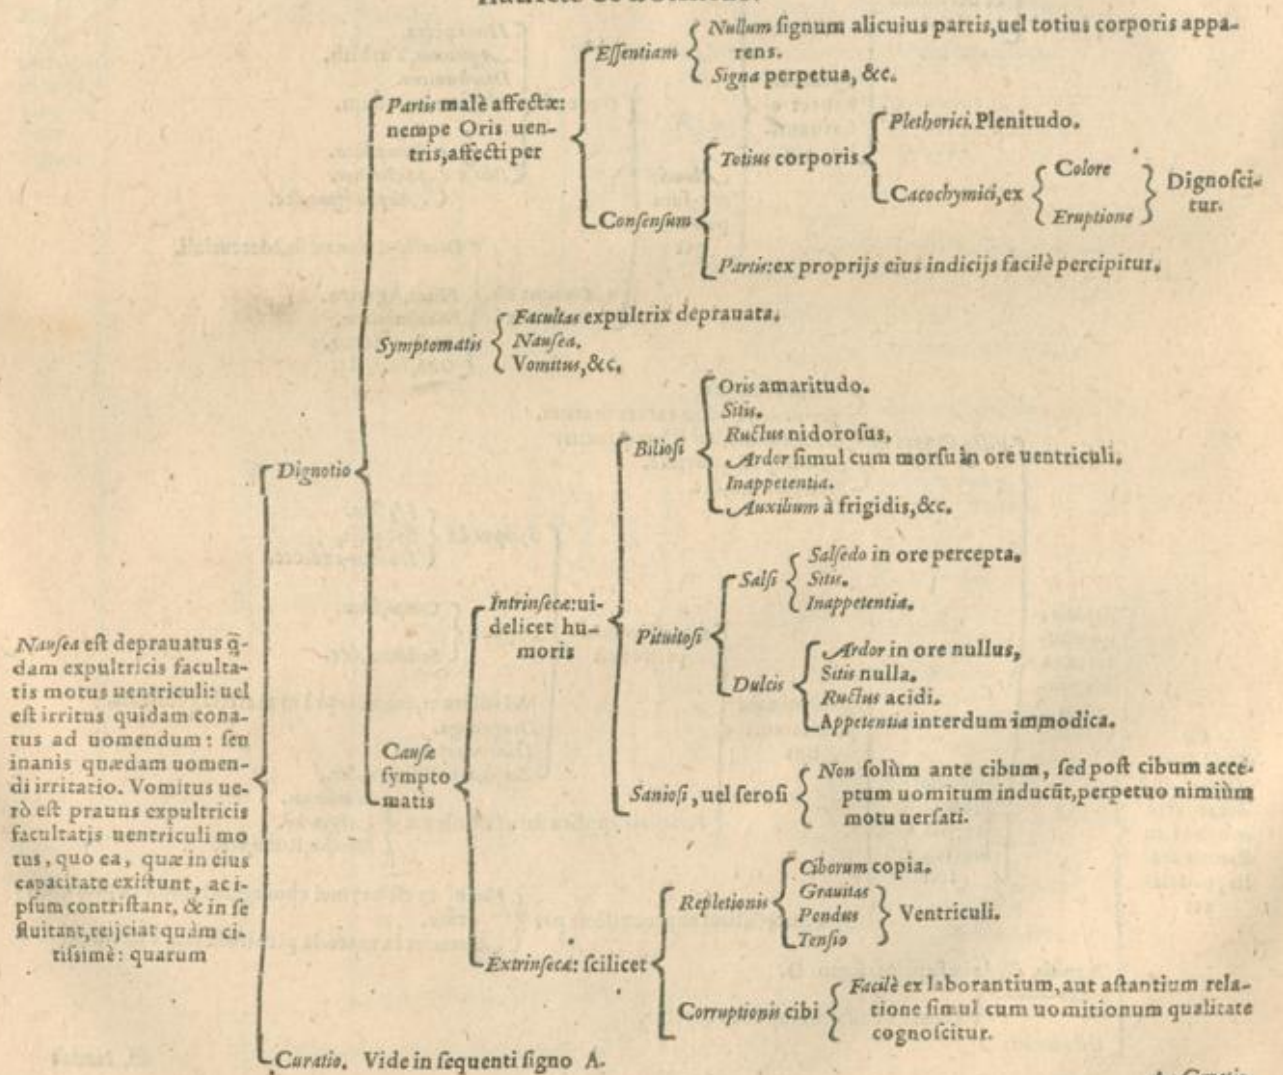 Nullum signum alicuius partis,uel totius corporis appa-
rens.
Essentiam
Signa perpetua, &c.
Partis malè affectæ:
nempe Oris uen-
tris,affecti per
Plethorici. Plenitudo.
Totius corporis
Cacochymici,ex
Colore
Eruptione
Dignosci-
tur.
Consensum
Partis:ex proprijs eius indicijs facilè percipitur.
Facultas expultrix deprauata.
Symptomatis
Nausea.
Vomitus,&c.
Oris amaritudo.
Sitis.
Ructus nidorosus,
Biliosi
Ardor simul cum morsu in ore uentriculi.
Dignotio
Inappetentia.
Auxilium à frigidis,&c.
Salsedo in ore percepta.
Salsi
Sitis.
Inappetentia.
Intrinsecæ:ui-
delicet hu-
moris
Pituitosi
Ardor in ore nullus,
Sitis nulla.
Dulcis
Ructus acidi.
Appetentia interdum immodica.
Nausea est deprauatus q̄-
dam expultricis faculta-
tis motus uentriculi: uel
est irritus quidam cona-
tus ad uomendum: seu
inanis quædam uomen-
di irritatio. Vomitus ue-
rò est prauus expultricis
facultatis uentriculi mo
tus, quo ea, quæ in eius
capacitate existunt, ac i-
psum contristant, & in se
fluitant,reijciat quàm ci-
tissimè: quarum
Causæ
sympto
matis
Saniosi, uel serosi
Non solùm ante cibum, sed post cibum acce-
ptum uomitum inducūt,perpetuo nimiùm
motu uersati.
Ciborum copia.
Repletionis
Grauitas
Pondus
Tensio
Ventriculi.
Extrinsecæ: scilicet
Corruptionis cibi
Facilè ex laborantium,aut astantium rela-
tione simul cum uomitionum qualitate
cognoscitur.
Curatio. Vide in sequenti signo A.